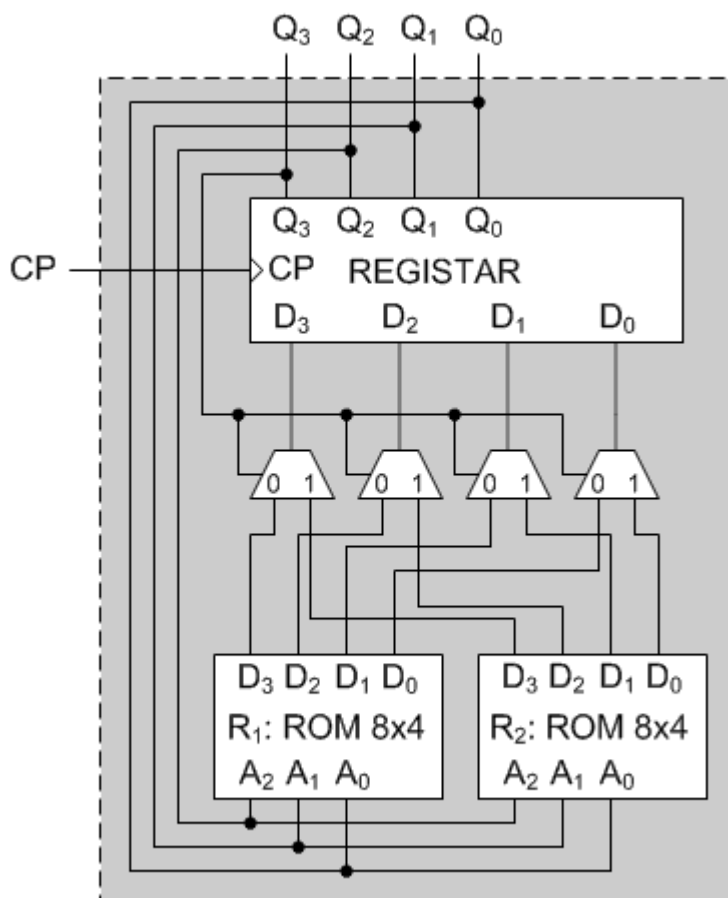 Q₃ Q₂ Q₁ Q₀
Q₃ Q₂ Q₁ Q₀
CP
CP REGISTAR
D₃ D₂ D₁ D₀
0 1 0 1 0 1 0 1
D₃ D₂ D₁ D₀ D₃ D₂ D₁ D₀
R₁: ROM 8x4 R₂: ROM 8x4
A₂ A₁ A₀ A₂ A₁ A₀